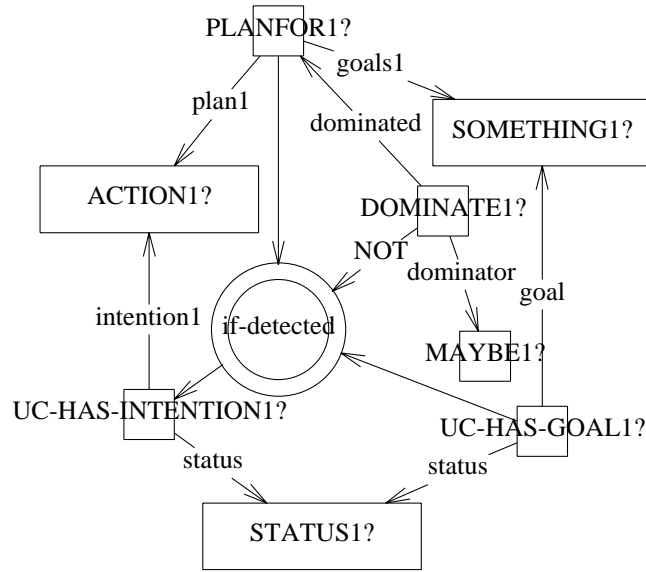 PLANFOR1?
goals1
plan1
dominated
SOMETHING1?
ACTION1?
DOMINATE1?
NOT
dominator
goal
intention1
if-detected
MAYBE1?
UC-HAS-INTENTION1?
UC-HAS-GOAL1?
status
status
STATUS1?